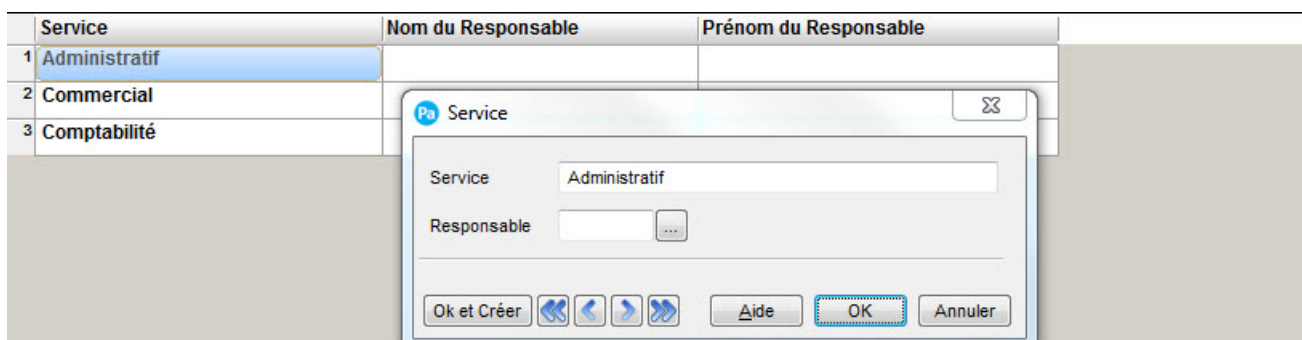 Service Nom du Responsable Prénom du Responsable
1 Administratif
2 Commercial
3 Comptabilité
Pa Service
Service Administratif
Responsable ...
Ok et Créer Aide OK Annuler